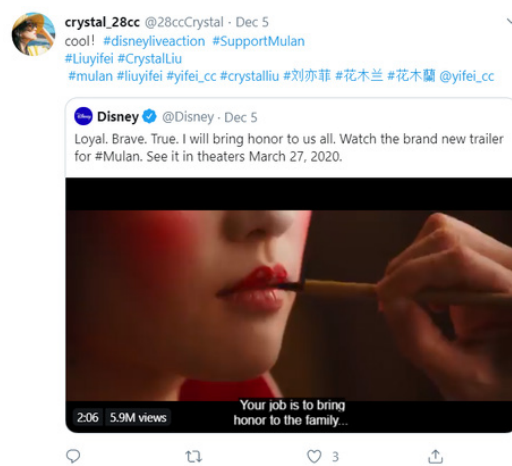 crystal_28cc @28ccCrystal · Dec 5
cool! #disneyliveaction #SupportMulan
#Liuyifei #CrystalLiu
#mulan #liuyifei #yifei_cc #crystalliu #刘亦菲 #花木兰 #花木蘭 @yifei_cc
Disney @Disney · Dec 5
Loyal. Brave. True. I will bring honor to us all. Watch the brand new trailer
for #Mulan. See it in theaters March 27, 2020.
Your job is to bring
honor to the family...
2:06 5.9M views
3